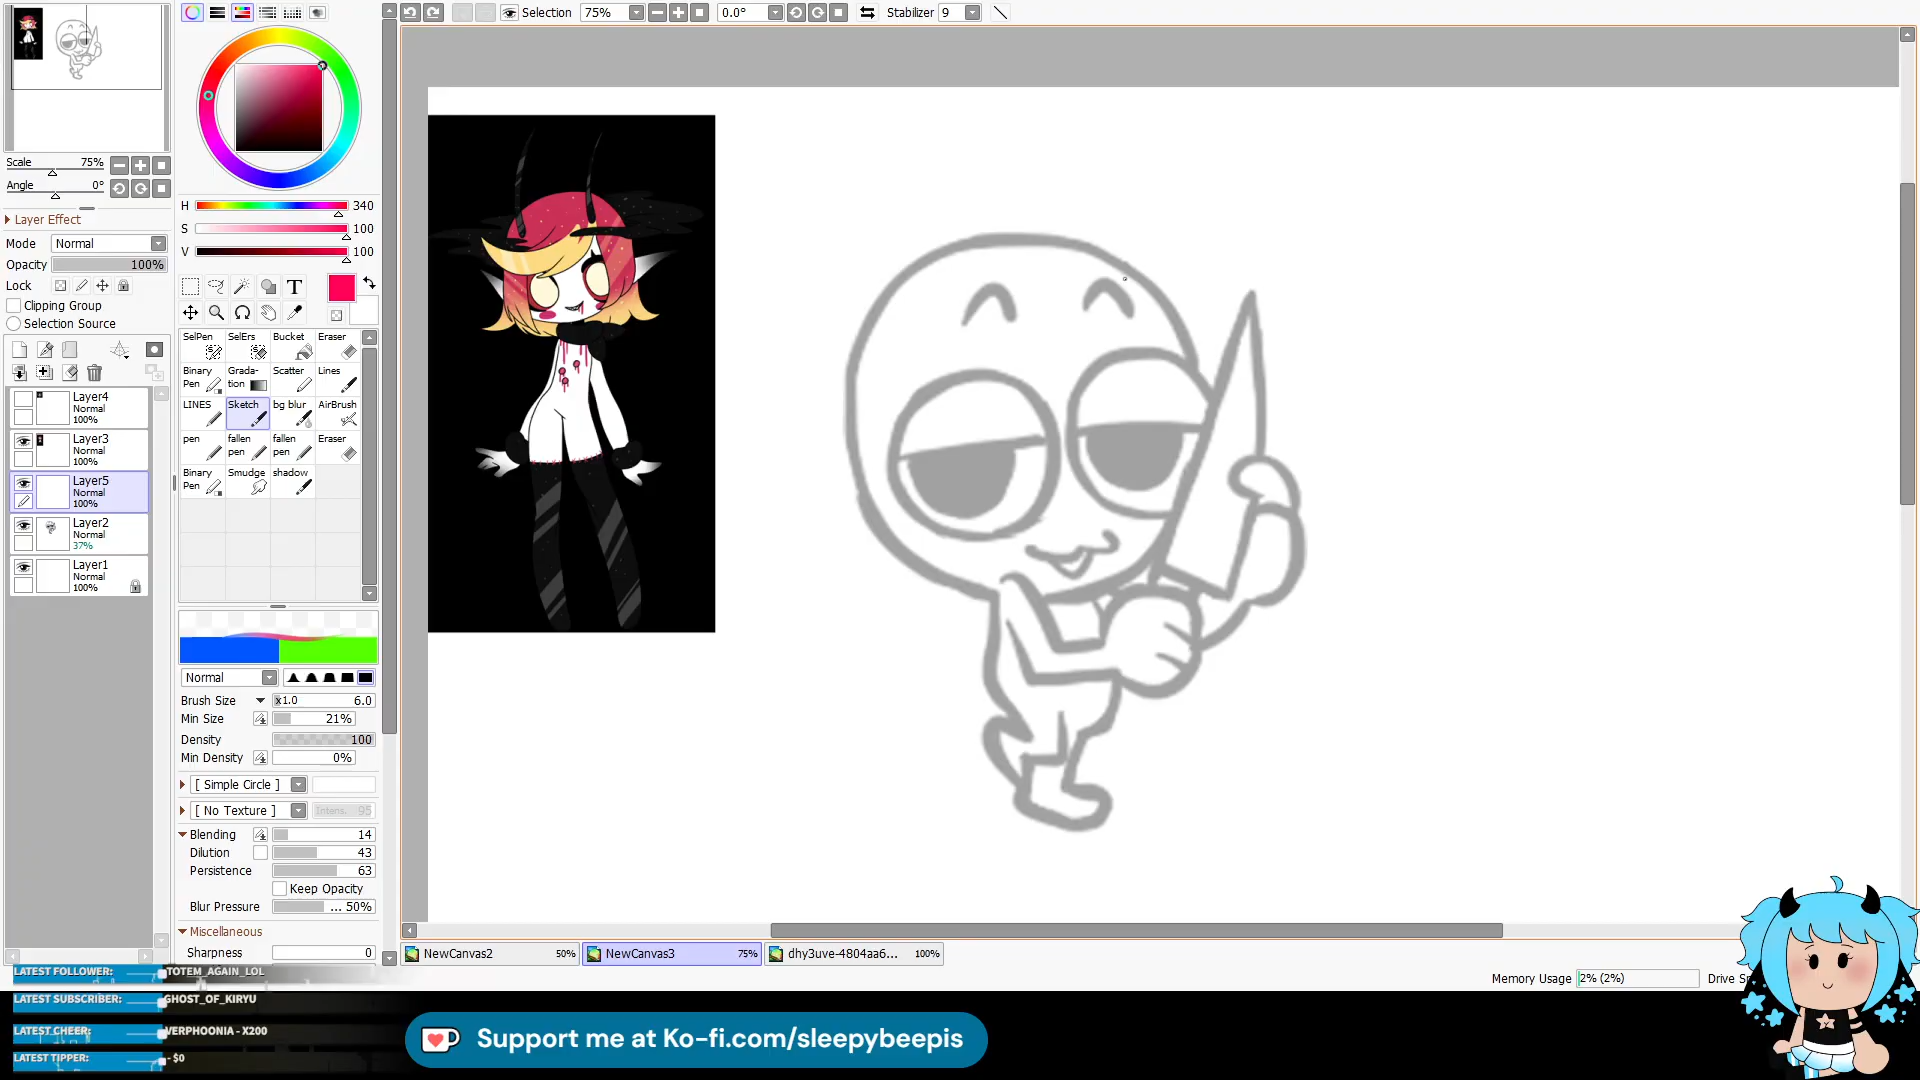 Selection 75% 0.0° Stabilizer 9
Scale 75%
Angle 0°
Layer Effect
Mode Normal
Opacity 100%
Lock
Clipping Group
Selection Source
Layer4
Normal
100%
Layer3
Normal
100%
Layer5
Normal
100%
Layer2
Normal
37%
Layer1
Normal
100%
H 340
S 100
V 100
T
SelPen SelErs Bucket Eraser
Binary Pen Grada-tion Scatter Lines
LINES Sketch bg blur AirBrush
pen fallen pen fallen pen Eraser
Binary Pen Smudge shadow
Normal
Brush Size x1.0 6.0
Min Size 21%
Density 100
Min Density 0%
[ Simple Circle ]
[ No Texture ] Intens. 95
Blending 14
Dilution 43
Persistence 63
Keep Opacity
Blur Pressure ... 50%
Miscellaneous
Sharpness 0
NewCanvas2 50% NewCanvas3 75% dhy3uve-4804aa6... 100%
Memory Usage 2% (2%)
LATEST FOLLOWER: TOTEM_AGAIN_LOL
LATEST SUBSCRIBER: GHOST_OF_KIRYU
LATEST CHEER: VERPHOONIA - X200
LATEST TIPPER: - $0
Support me at Ko-fi.com/sleepybeepis